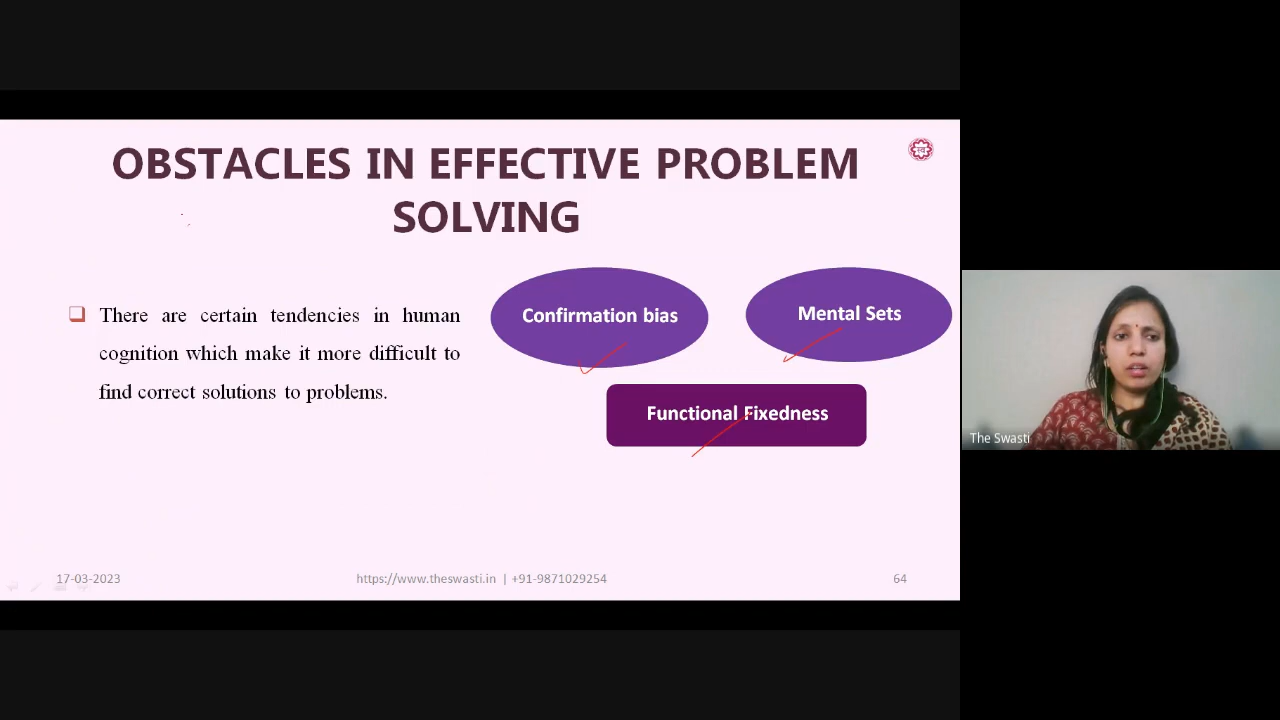 OBSTACLES IN EFFECTIVE PROBLEM
SOLVING
There are certain tendencies in human
cognition which make it more difficult to
find correct solutions to problems.
Confirmation bias
Mental Sets
Functional Fixedness
The Swasti
17-03-2023
https://www.theswasti.in | +91-9871029254
64